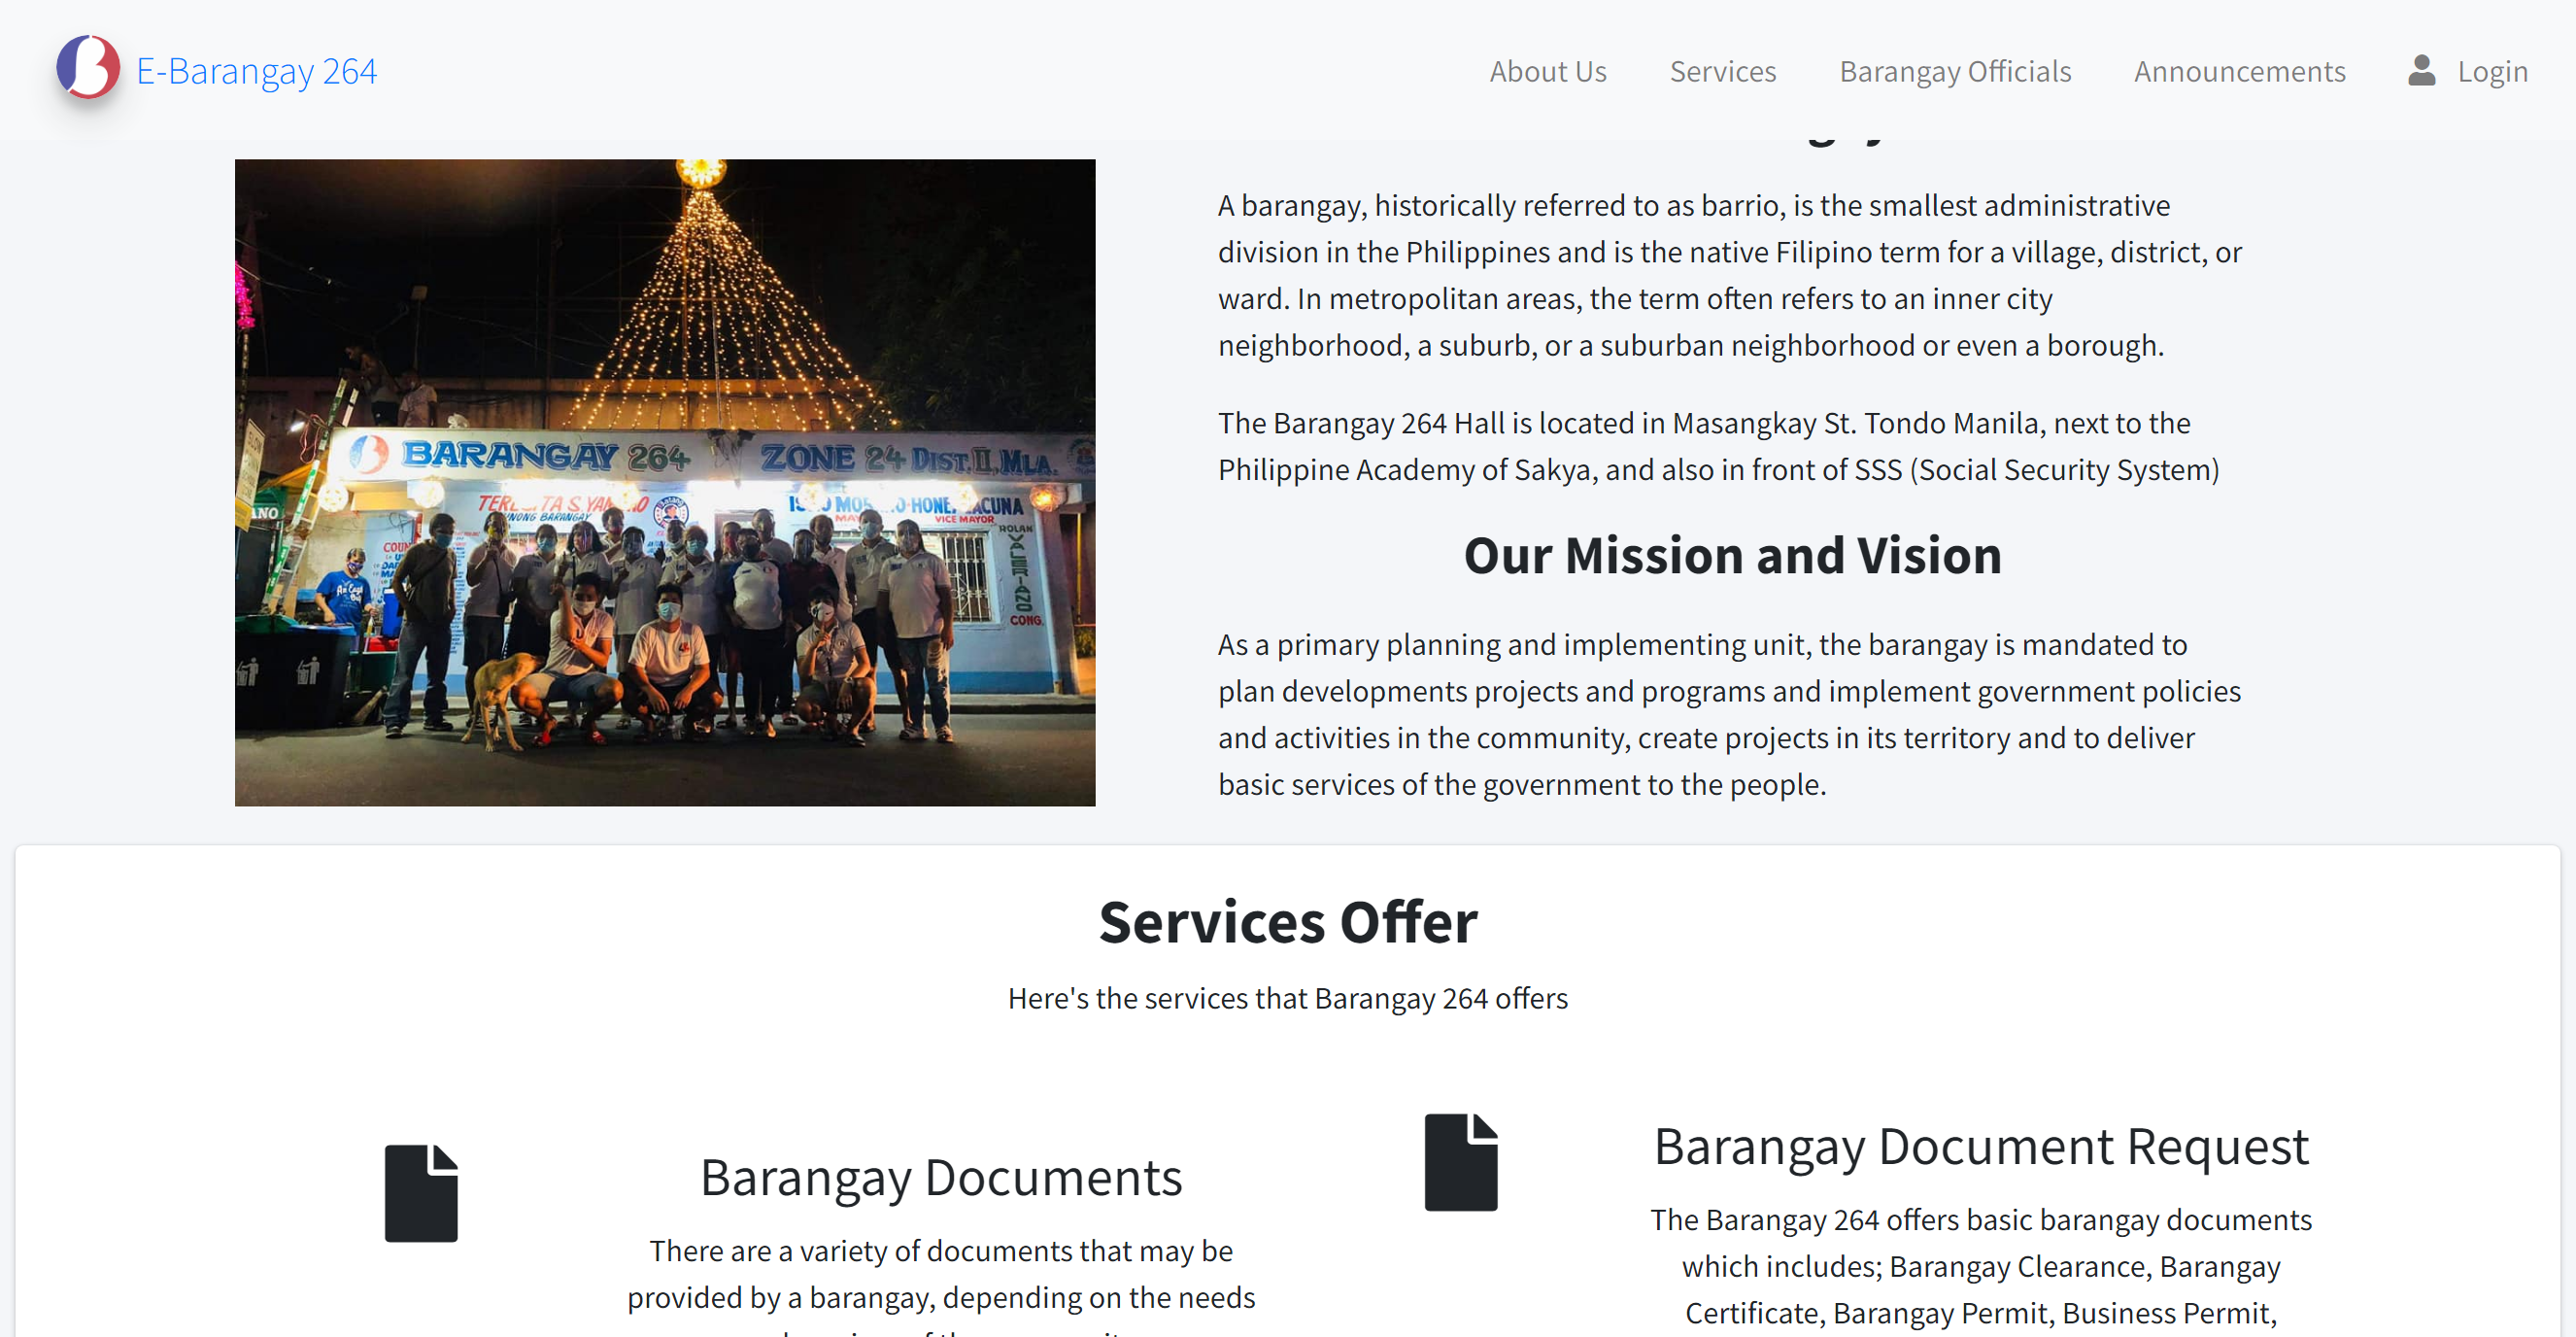 E-Barangay 264
About Us
Services
Barangay Officials
Announcements
Login
A barangay, historically referred to as barrio, is the smallest administrative
division in the Philippines and is the native Filipino term for a village, district, or
ward. In metropolitan areas, the term often refers to an inner city
neighborhood, a suburb, or a suburban neighborhood or even a borough.
The Barangay 264 Hall is located in Masangkay St. Tondo Manila, next to the
Philippine Academy of Sakya, and also in front of SSS (Social Security System)
Our Mission and Vision
As a primary planning and implementing unit, the barangay is mandated to
plan developments projects and programs and implement government policies
and activities in the community, create projects in its territory and to deliver
basic services of the government to the people.
BARANGAY 264
ZONE 24 DIST. II, MLA.
BARANGAY
VICE MAYOR
VALERIANO
CONG.
Services Offer
Here's the services that Barangay 264 offers
Barangay Documents
There are a variety of documents that may be
provided by a barangay, depending on the needs
Barangay Document Request
The Barangay 264 offers basic barangay documents
which includes; Barangay Clearance, Barangay
Certificate, Barangay Permit, Business Permit,